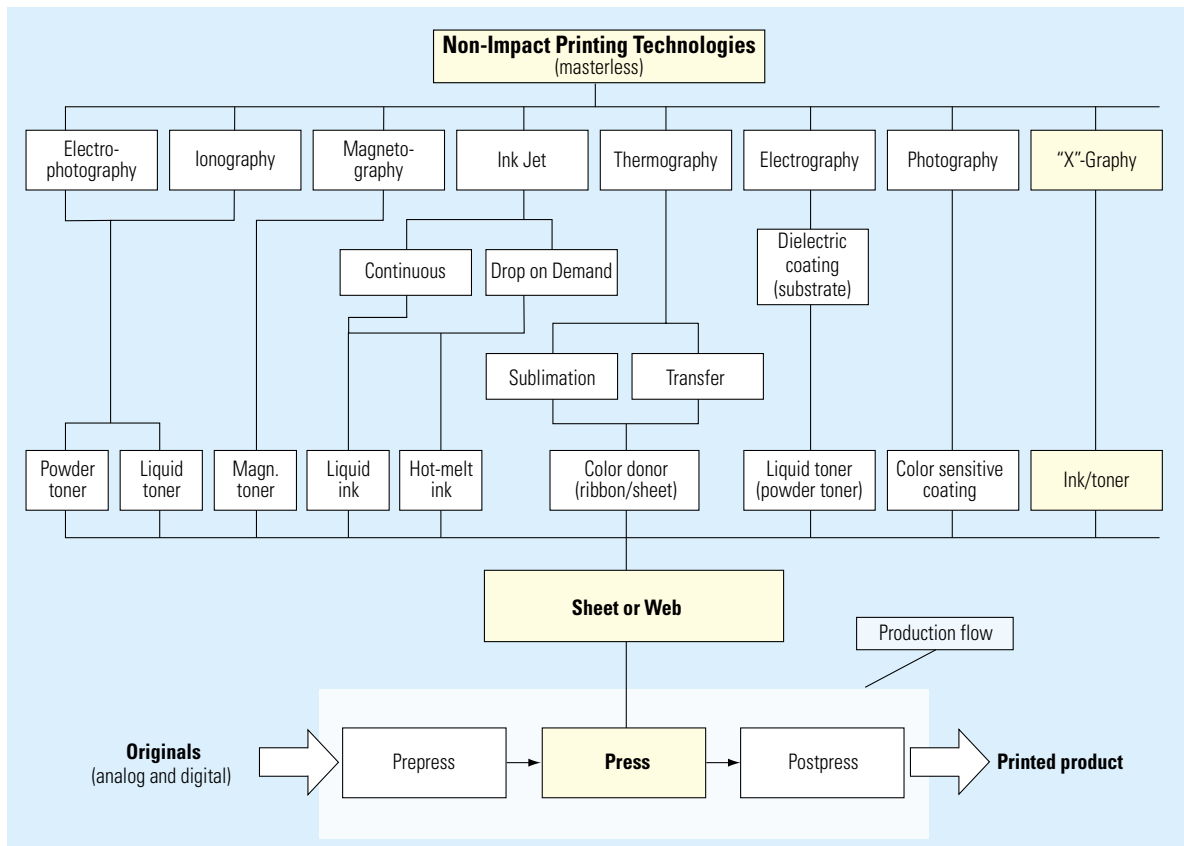 Non-Impact Printing Technologies
(masterless)
Electro-
photography
Ionography
Magneto-
graphy
Ink Jet
Thermography
Electrography
Photography
“X”-Graphy
Continuous
Drop on Demand
Dielectric
coating
(substrate)
Sublimation
Transfer
Powder
toner
Liquid
toner
Magn.
toner
Liquid
ink
Hot-melt
ink
Color donor
(ribbon/sheet)
Liquid toner
(powder toner)
Color sensitive
coating
Ink/toner
Sheet or Web
Production flow
Originals
(analog and digital)
Prepress
Press
Postpress
Printed product